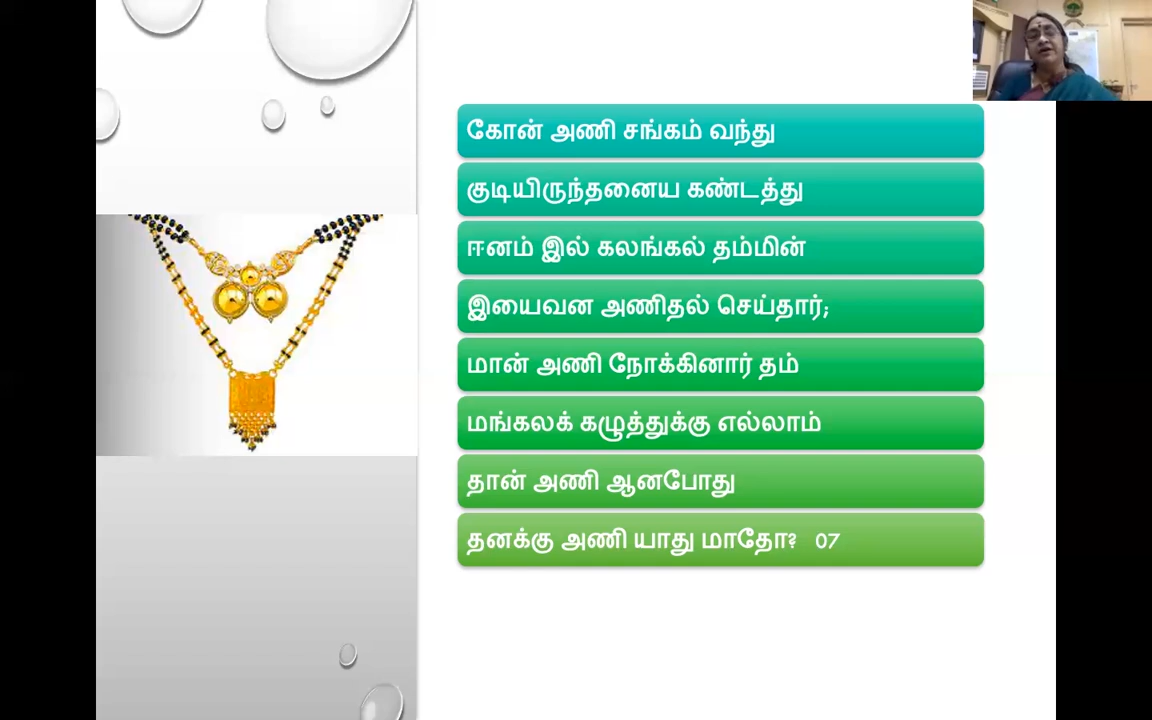 கோன் அணி சங்கம் வந்து
குடியிருந்தனைய கண்டத்து
ஈனம் இல் கலங்கல் தம்மின்
இயைவன அணிதல் செய்தார்;
மான் அணி நோக்கினார் தம்
மங்கலக் கழுத்துக்கு எல்லாம்
தான் அணி ஆனபோது
தனக்கு அணி யாது மாதோ? 07